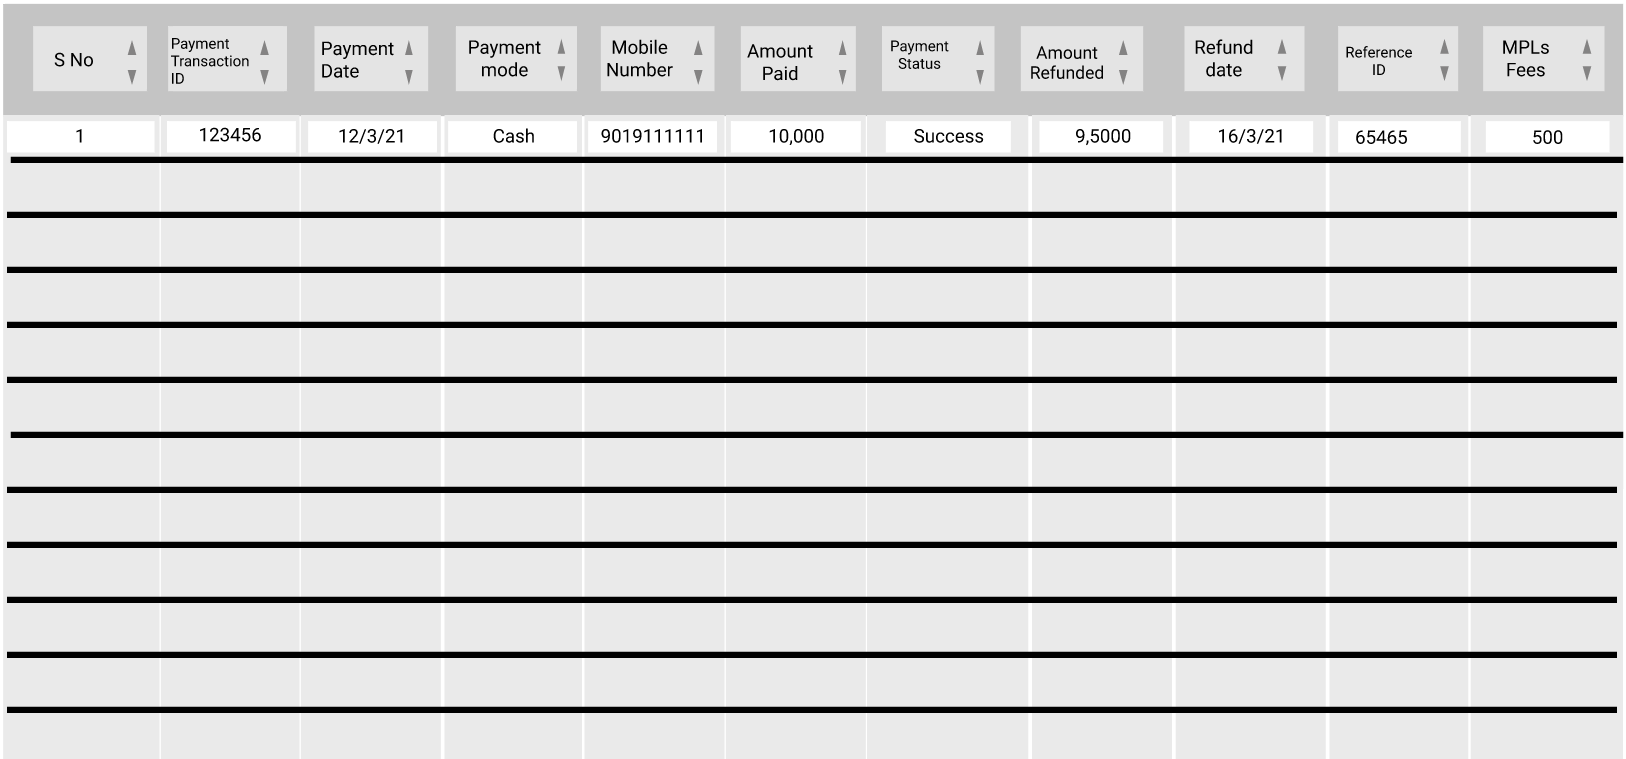 S No
Payment
Transaction
ID
Payment
Date
Payment
mode
Mobile
Number
Amount
Paid
Payment
Status
Amount
Refunded
Refund
date
Reference
ID
MPLs
Fees
1 123456 12/3/21 Cash 9019111111 10,000 Success 9,5000 16/3/21 65465 500